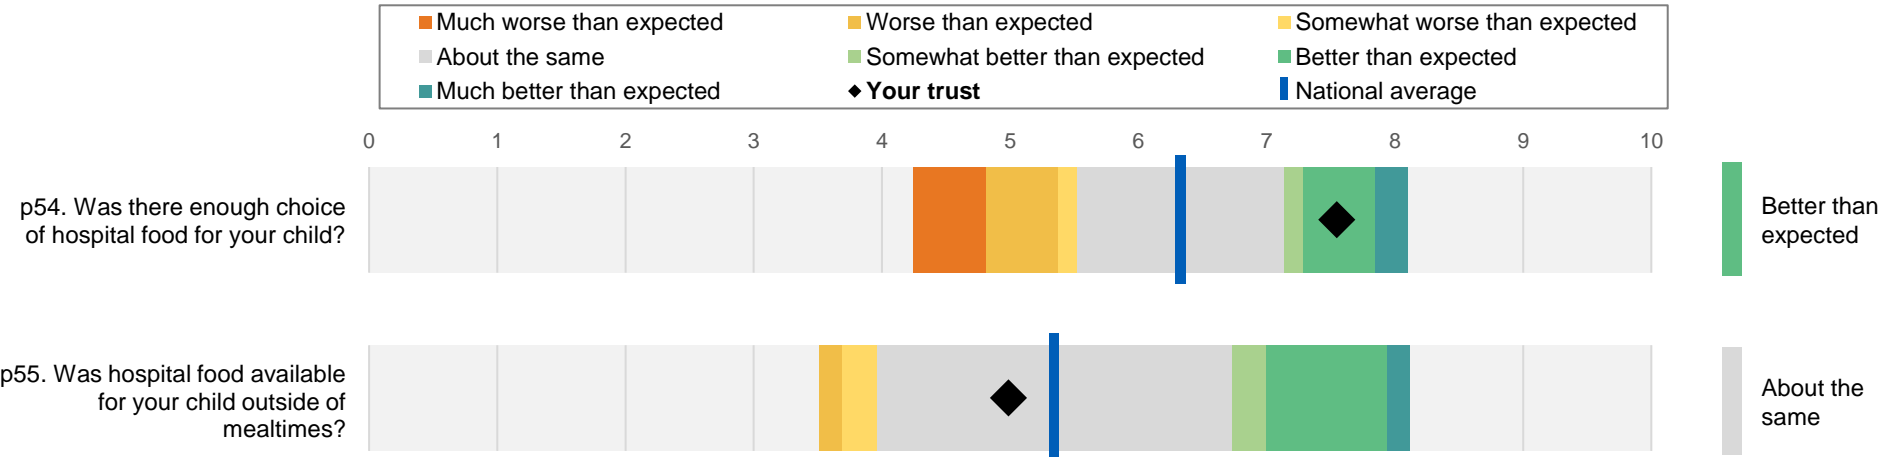 Much worse than expected
Worse than expected
Somewhat worse than expected
About the same
Somewhat better than expected
Better than expected
Much better than expected
Your trust
National average
0 1 2 3 4 5 6 7 8 9 10
p54. Was there enough choice
of hospital food for your child?
Better than
expected
p55. Was hospital food available
for your child outside of
mealtimes?
About the
same